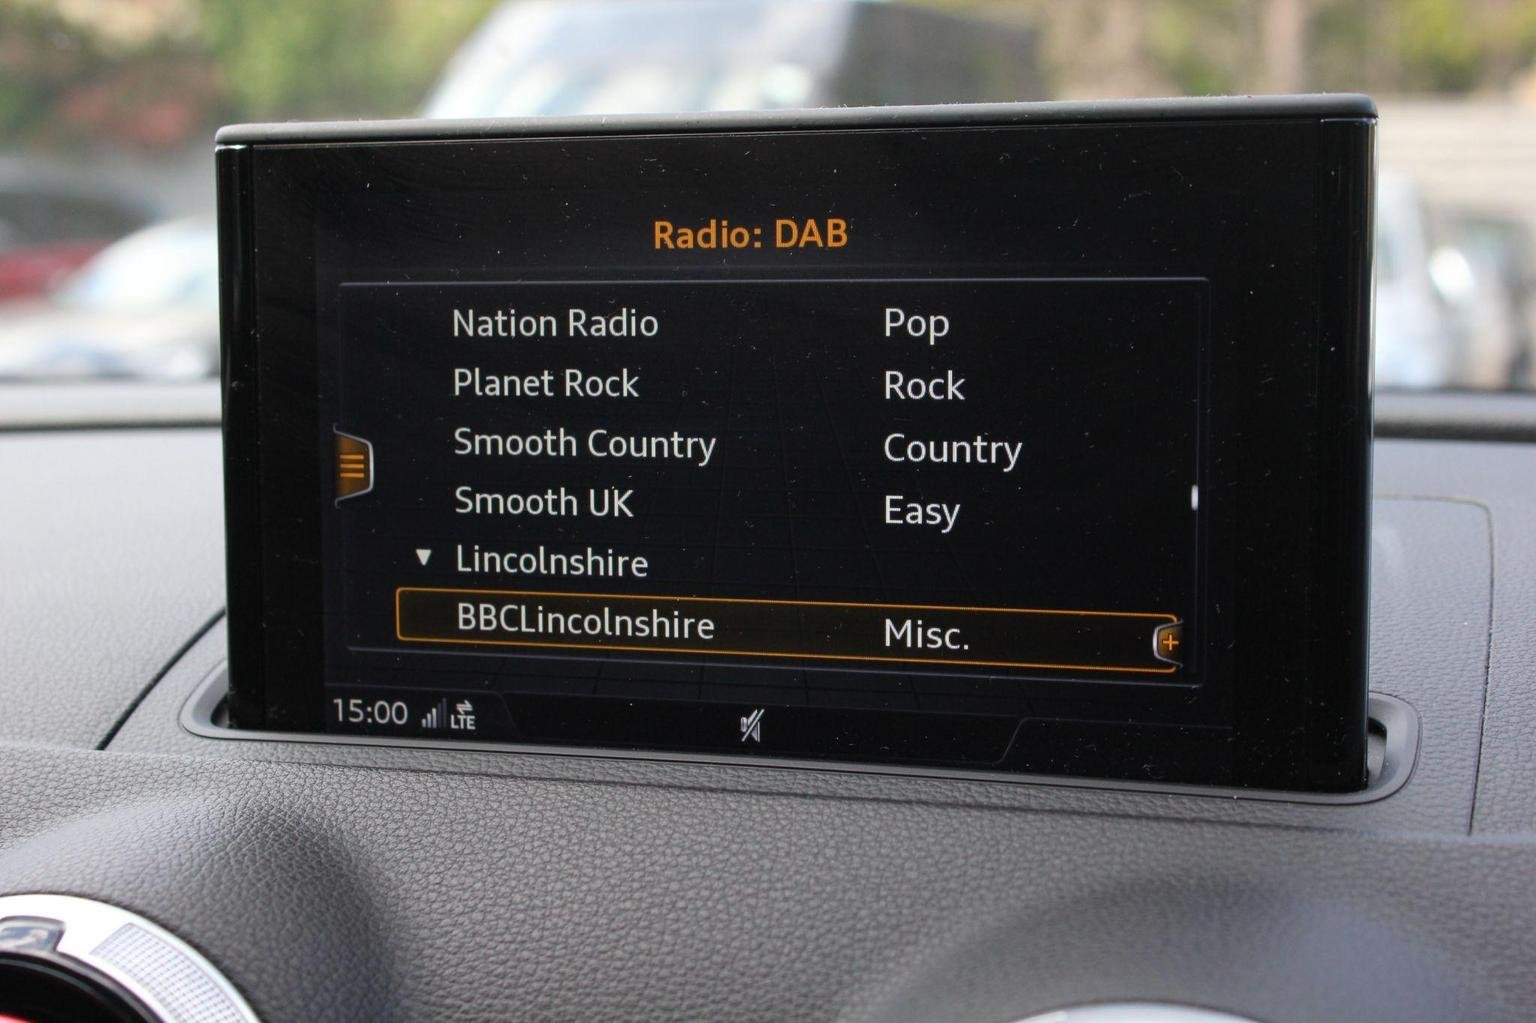 Radio: DAB
Nation Radio Pop
Planet Rock Rock
Smooth Country Country
Smooth UK Easy
Lincolnshire
BBCLincolnshire Misc.
15:00 LTE